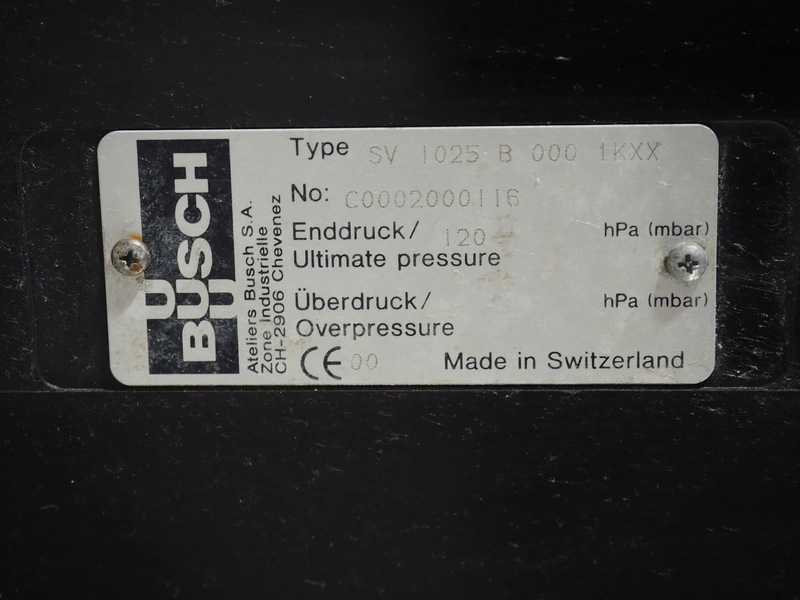 BUSCH
Ateliers Busch S.A.
Zone Industrielle
CH-2906 Chevenez
Type SV 1025 B 000 1KXX
No: C0002000116
Enddruck/ 120 hPa (mbar)
Ultimate pressure
Überdruck/ hPa (mbar)
Overpressure
CE 00 Made in Switzerland